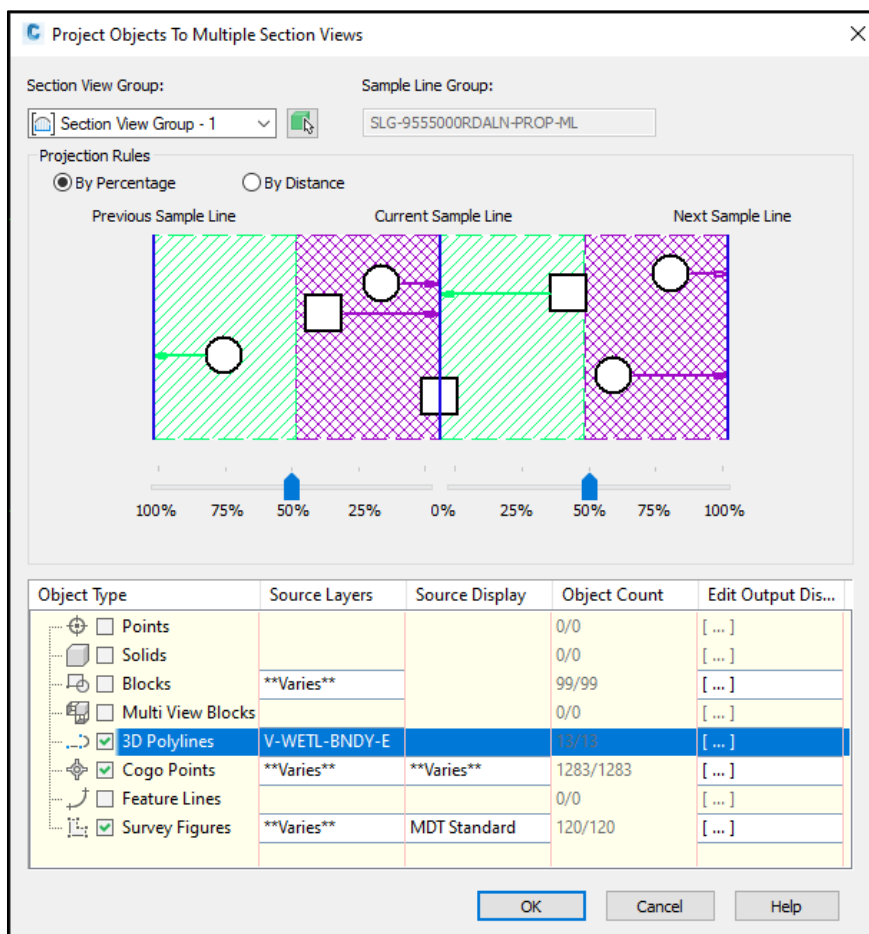 Project Objects To Multiple Section Views
Section View Group: Sample Line Group:
Section View Group - 1 SLG-9555000RDALN-PROP-ML
Projection Rules
By Percentage By Distance
Previous Sample Line Current Sample Line Next Sample Line
100% 75% 50% 25% 0% 25% 50% 75% 100%
Object Type Source Layers Source Display Object Count Edit Output Dis...
Points 0/0 [ ... ]
Solids 0/0 [ ... ]
Blocks **Varies** 99/99 [ ... ]
Multi View Blocks 0/0 [ ... ]
3D Polylines V-WETL-BNDY-E 13/13 [ ... ]
Cogo Points **Varies** **Varies** 1283/1283 [ ... ]
Feature Lines 0/0 [ ... ]
Survey Figures **Varies** MDT Standard 120/120 [ ... ]
OK Cancel Help